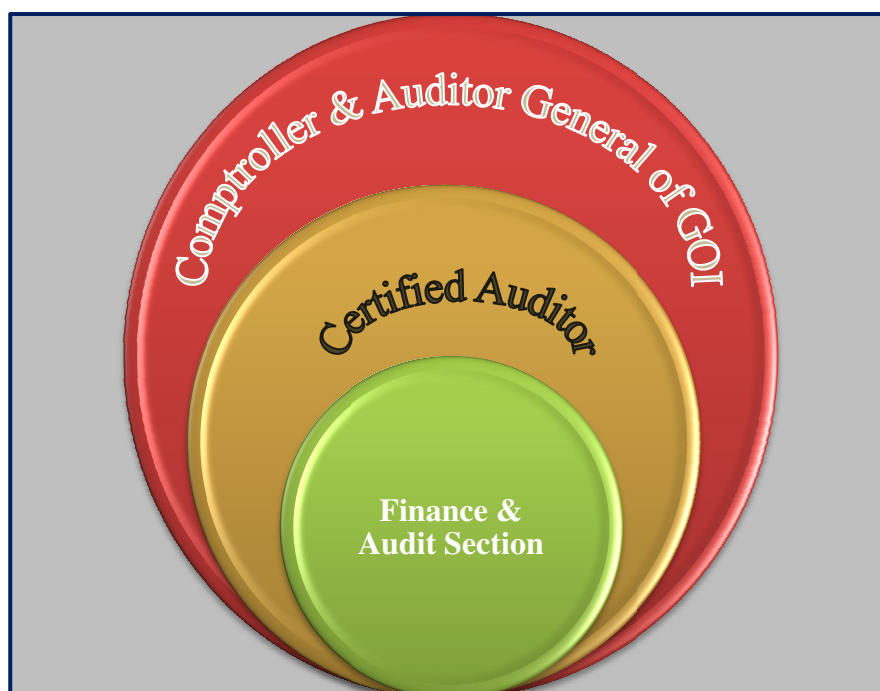 Comptroller & Auditor General of GOI
Certified Auditor
Finance &
Audit Section